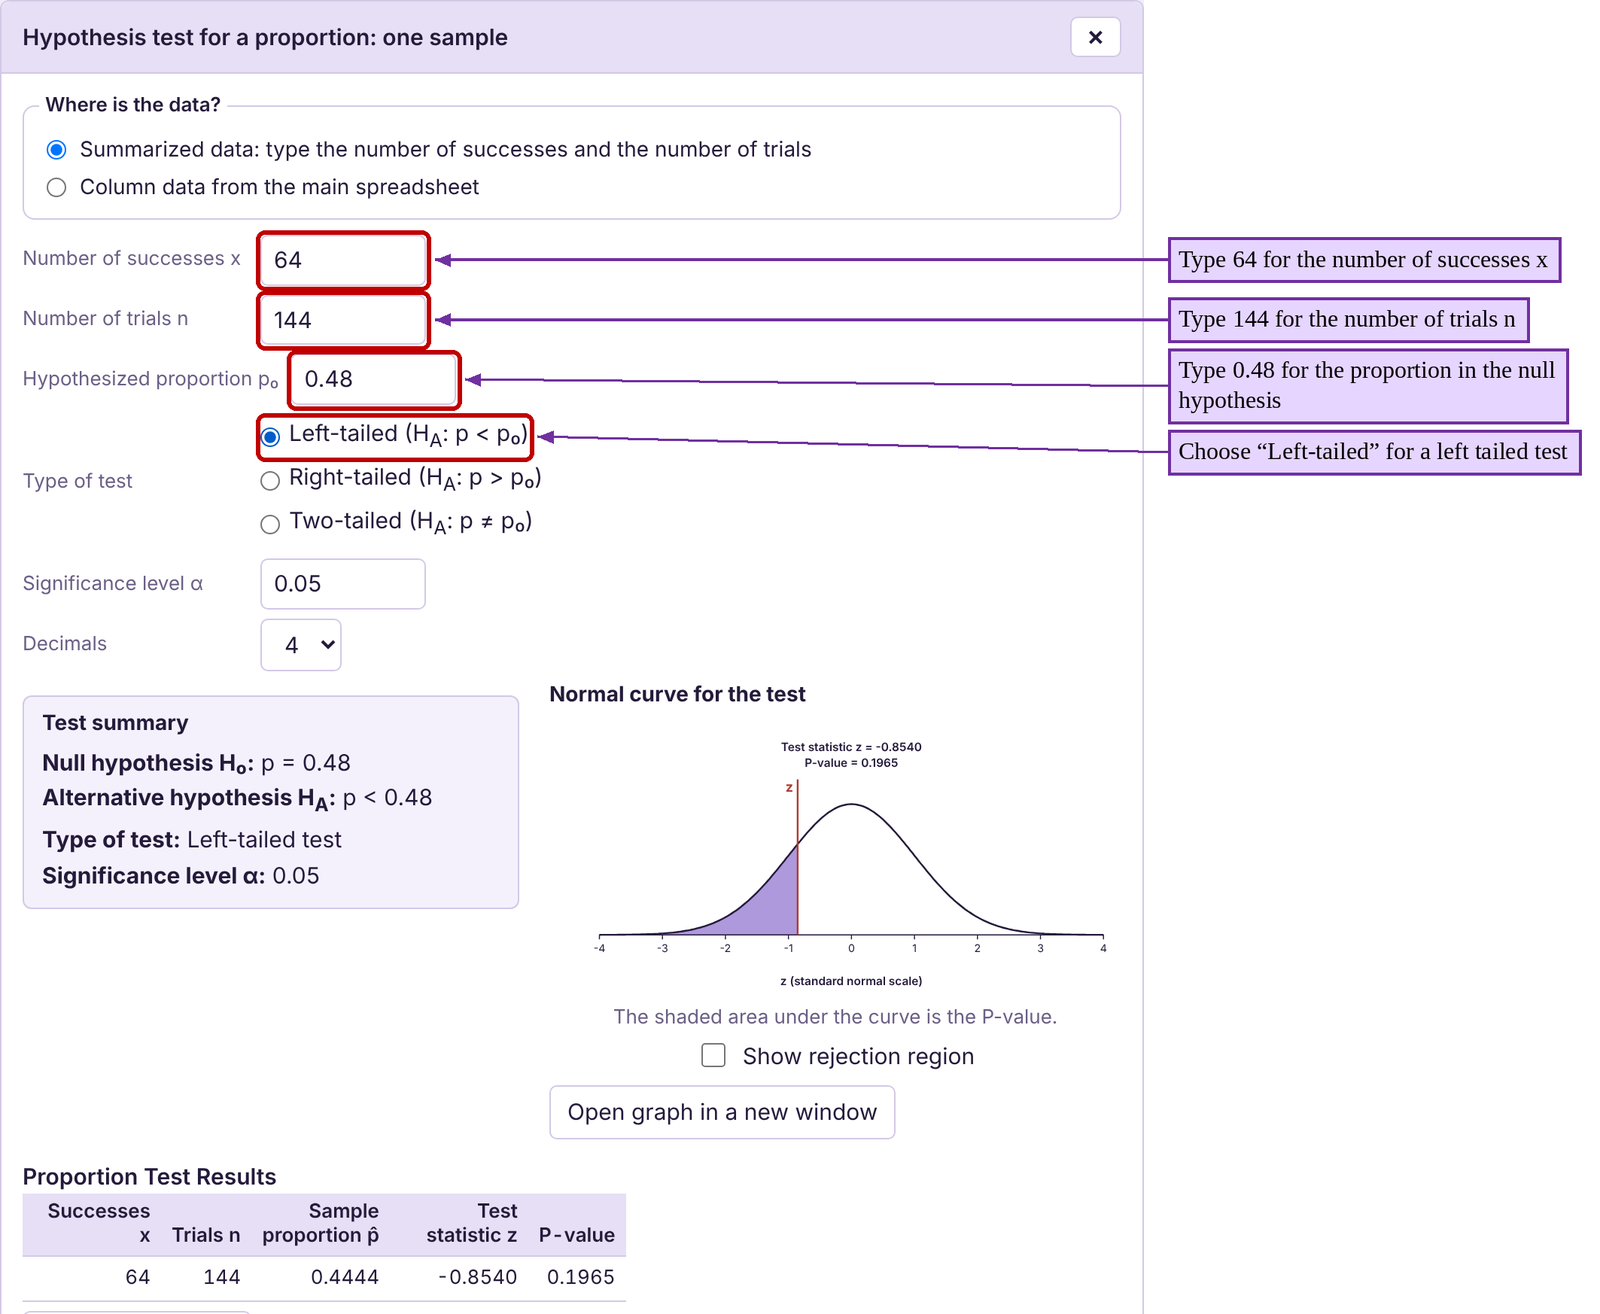 Hypothesis test for a proportion: one sample
×
Where is the data?
Summarized data: type the number of successes and the number of trials
Column data from the main spreadsheet
Number of successes x
64
Type 64 for the number of successes x
Number of trials n
144
Type 144 for the number of trials n
Hypothesized proportion p₀
0.48
Type 0.48 for the proportion in the null
hypothesis
Type of test
Left-tailed (H_A: p < p₀)
Choose “Left-tailed” for a left tailed test
Right-tailed (H_A: p > p₀)
Two-tailed (H_A: p ≠ p₀)
Significance level α
0.05
Decimals
4
Test summary
Null hypothesis H₀: p = 0.48
Alternative hypothesis H_A: p < 0.48
Type of test: Left-tailed test
Significance level α: 0.05
Normal curve for the test
Test statistic z = -0.8540
P-value = 0.1965
z
-4 -3 -2 -1 0 1 2 3 4
z (standard normal scale)
The shaded area under the curve is the P-value.
Show rejection region
Open graph in a new window
Proportion Test Results
Successes Sample Test
x Trials n proportion p̂ statistic z P-value
64 144 0.4444 -0.8540 0.1965